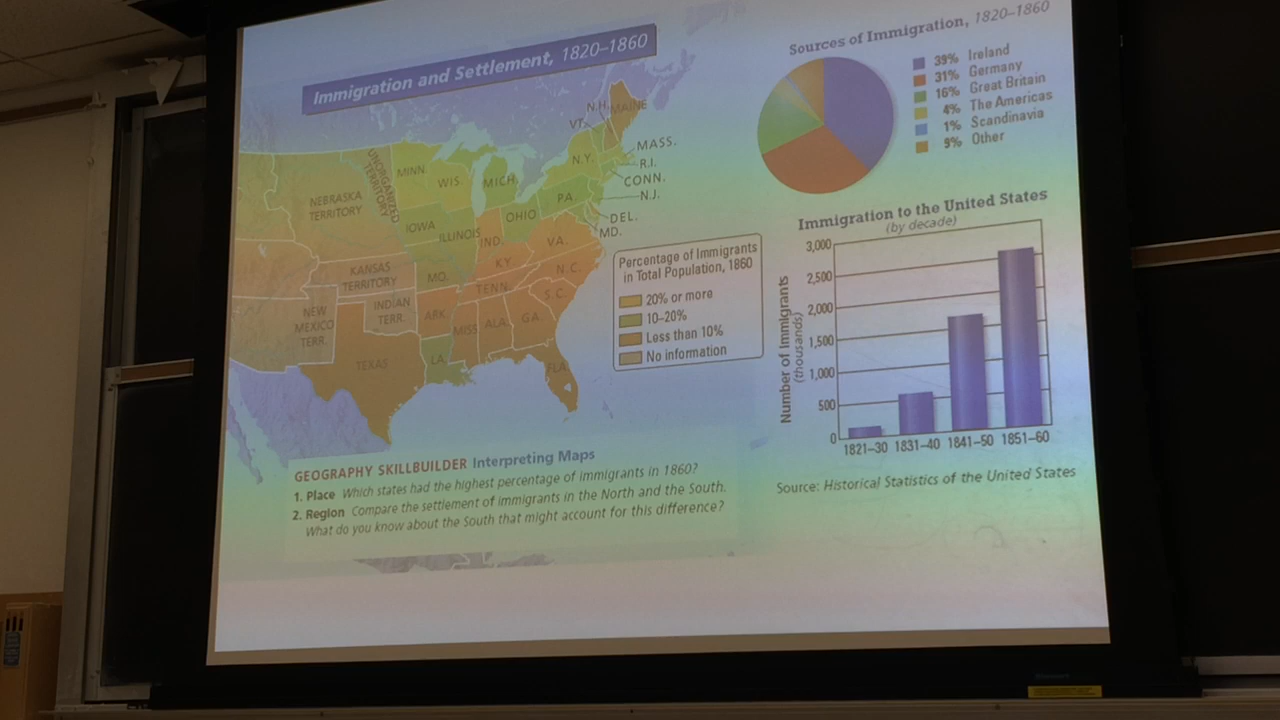 Immigration and Settlement, 1820–1860
N.H.
MAINE
VT.
MASS.
R.I.
CONN.
N.J.
N.Y.
PA.
DEL.
MD.
MINN.
WIS.
MICH.
UNORGANIZED
TERRITORY
NEBRASKA
TERRITORY
IOWA
ILLINOIS
IND.
OHIO
VA.
KANSAS
TERRITORY
MO.
KY.
N.C.
TENN.
S.C.
NEW
MEXICO
TERR.
INDIAN
TERR.
ARK.
MISS.
ALA.
GA.
TEXAS
LA.
FLA.
Percentage of Immigrants
in Total Population, 1860
20% or more
10–20%
Less than 10%
No information
GEOGRAPHY SKILLBUILDER Interpreting Maps
1. Place Which states had the highest percentage of immigrants in 1860?
2. Region Compare the settlement of immigrants in the North and the South.
What do you know about the South that might account for this difference?
Sources of Immigration, 1820–1860
39% Ireland
31% Germany
16% Great Britain
4% The Americas
1% Scandinavia
9% Other
Immigration to the United States
(by decade)
Number of Immigrants
(thousands)
3,000
2,500
2,000
1,500
1,000
500
0
1821–30 1831–40 1841–50 1851–60
Source: Historical Statistics of the United States